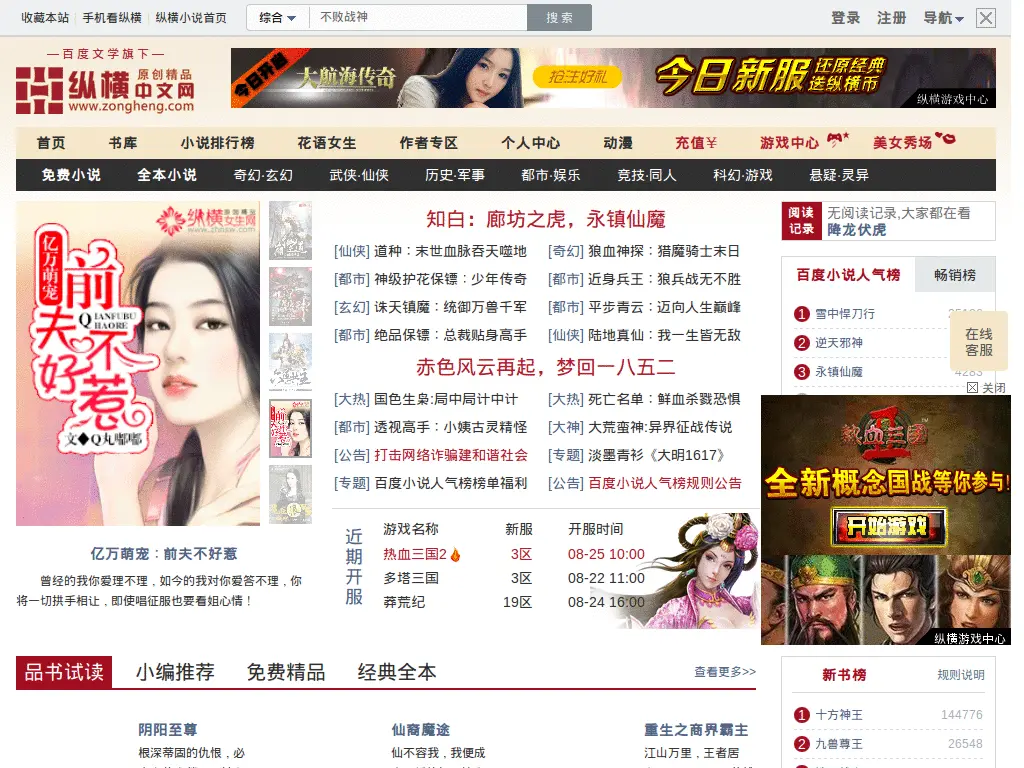 收藏本站
手机看纵横
纵横小说首页
综合
不败战神
搜 索
登录
注册
导航
—百度文学旗下—
纵横
原创精品
中文网
www.zongheng.com
今日开启
大航海传奇
抢注好礼
今日新服
还原经典
送纵横币
纵横游戏中心
首页
书库
小说排行榜
花语女生
作者专区
个人中心
动漫
充值¥
游戏中心
美女秀场
免费小说
全本小说
奇幻·玄幻
武侠·仙侠
历史·军事
都市·娱乐
竞技·同人
科幻·游戏
悬疑·灵异
纵横女生网
亿万萌宠
前夫不好惹
QIANFUBU
HAORE
文◆Q丸嘟嘟
亿万萌宠：前夫不好惹
曾经的我你爱理不理，如今的我对你爱答不理，你
将一切拱手相让，即使唱征服也要看姐心情！
知白：廊坊之虎，永镇仙魔
[仙侠] 道种：末世血脉吞天噬地
[奇幻] 狼血神探：猎魔骑士末日
[都市] 神级护花保镖：少年传奇
[都市] 近身兵王：狼兵战无不胜
[玄幻] 诛天镇魔：统御万兽千军
[都市] 平步青云：迈向人生巅峰
[都市] 绝品保镖：总裁贴身高手
[仙侠] 陆地真仙：我一生皆无敌
赤色风云再起，梦回一八五二
[大热] 国色生枭:局中局计中计
[大热] 死亡名单：鲜血杀戮恐惧
[都市] 透视高手：小姨古灵精怪
[大神] 大荒蛮神:异界征战传说
[公告] 打击网络诈骗建和谐社会
[专题] 淡墨青衫《大明1617》
[专题] 百度小说人气榜榜单福利
[公告] 百度小说人气榜规则公告
近期开服
游戏名称
新服
开服时间
热血三国2
3区
08-25 10:00
多塔三国
3区
08-22 11:00
莽荒纪
19区
08-24 16:00
阅读
记录
无阅读记录,大家都在看
降龙伏虎
百度小说人气榜
畅销榜
1 雪中悍刀行
2 逆天邪神
3 永镇仙魔
4283
在线
客服
关闭
热血三国
全新概念国战等你参与!
开始游戏
纵横游戏中心
品书试读
小编推荐
免费精品
经典全本
查看更多>>
阴阳至尊
根深蒂固的仇恨，必
仙裔魔途
仙不容我，我便成
重生之商界霸主
江山万里，王者居
新书榜
规则说明
1 十方神王
144776
2 九兽尊王
26548